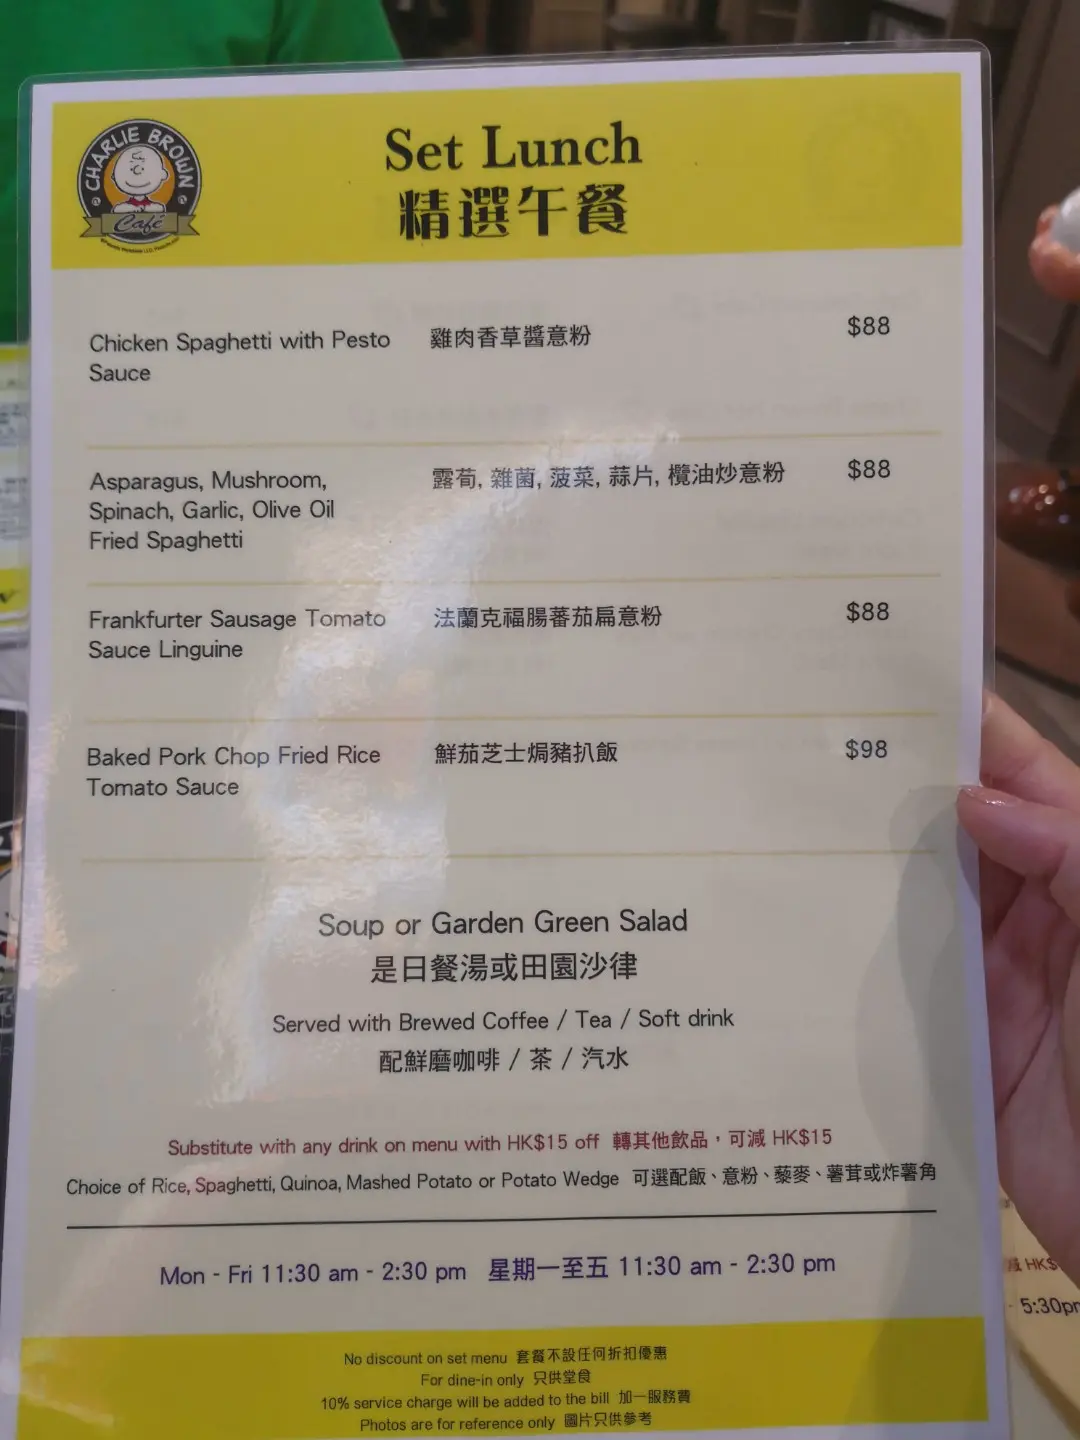 CHARLIE BROWN
Café
Set Lunch
精選午餐
Chicken Spaghetti with Pesto
Sauce
雞肉香草醬意粉
$88
Asparagus, Mushroom,
Spinach, Garlic, Olive Oil
Fried Spaghetti
露荀, 雜菌, 菠菜, 蒜片, 欖油炒意粉
$88
Frankfurter Sausage Tomato
Sauce Linguine
法蘭克福腸蕃茄扁意粉
$88
Baked Pork Chop Fried Rice
Tomato Sauce
鮮茄芝士焗豬扒飯
$98
Soup or Garden Green Salad
是日餐湯或田園沙律
Served with Brewed Coffee / Tea / Soft drink
配鮮磨咖啡 / 茶 / 汽水
Substitute with any drink on menu with HK$15 off 轉其他飲品，可減 HK$15
Choice of Rice, Spaghetti, Quinoa, Mashed Potato or Potato Wedge 可選配飯、意粉、藜麥、薯茸或炸薯角
Mon - Fri 11:30 am - 2:30 pm 星期一至五 11:30 am - 2:30 pm
No discount on set menu 套餐不設任何折扣優惠
For dine-in only 只供堂食
10% service charge will be added to the bill 加一服務費
Photos are for reference only 圖片只供參考
減 HK$
- 5:30pm